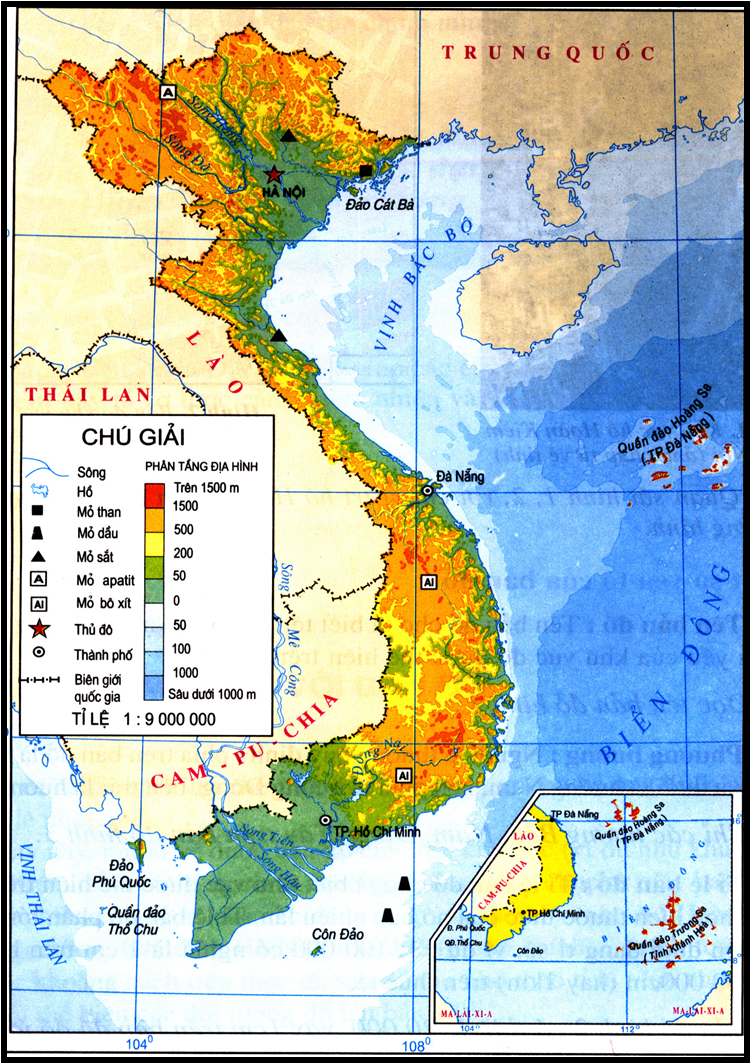 TRUNG QUỐC
A
Sông Hồng
Sông Đà
HÀ NỘI
Đảo Cát Bà
VỊNH BẮC BỘ
LÀO
THÁI LAN
Quần đảo Hoàng Sa
( TP Đà Nẵng )
CHÚ GIẢI
PHÂN TẦNG ĐỊA HÌNH
Sông
Hồ
Mỏ than
Mỏ dầu
Mỏ sắt
A
Mỏ apatit
Al
Mỏ bô xít
Thủ đô
Thành phố
Biên giới
quốc gia
Trên 1500 m
1500
500
200
50
0
50
100
1000
Sâu dưới 1000 m
TỈ LỆ 1 : 9 000 000
Đà Nẵng
Al
Sông Mê Công
BIỂN ĐÔNG
CAM-PU-CHIA
Đồng Nai
Al
TP. Hồ Chí Minh
Sông Tiền
Sông Hậu
Đảo
Phú Quốc
Quần đảo
Thổ Chu
Côn Đảo
VỊNH THÁI LAN
TP Đà Nẵng
Quần đảo Hoàng Sa
( TP Đà Nẵng )
16°
LÀO
CAM-PU-CHIA
TP Hồ Chí Minh
BIỂN ĐÔNG
Đ. Phú Quốc
QĐ. Thổ Chu
Côn Đảo
Quần đảo Trường Sa
( Tỉnh Khánh Hoà )
8°
MA-LAI-XI-A
MA-LAI-XI-A
104°
112°
104°
108°